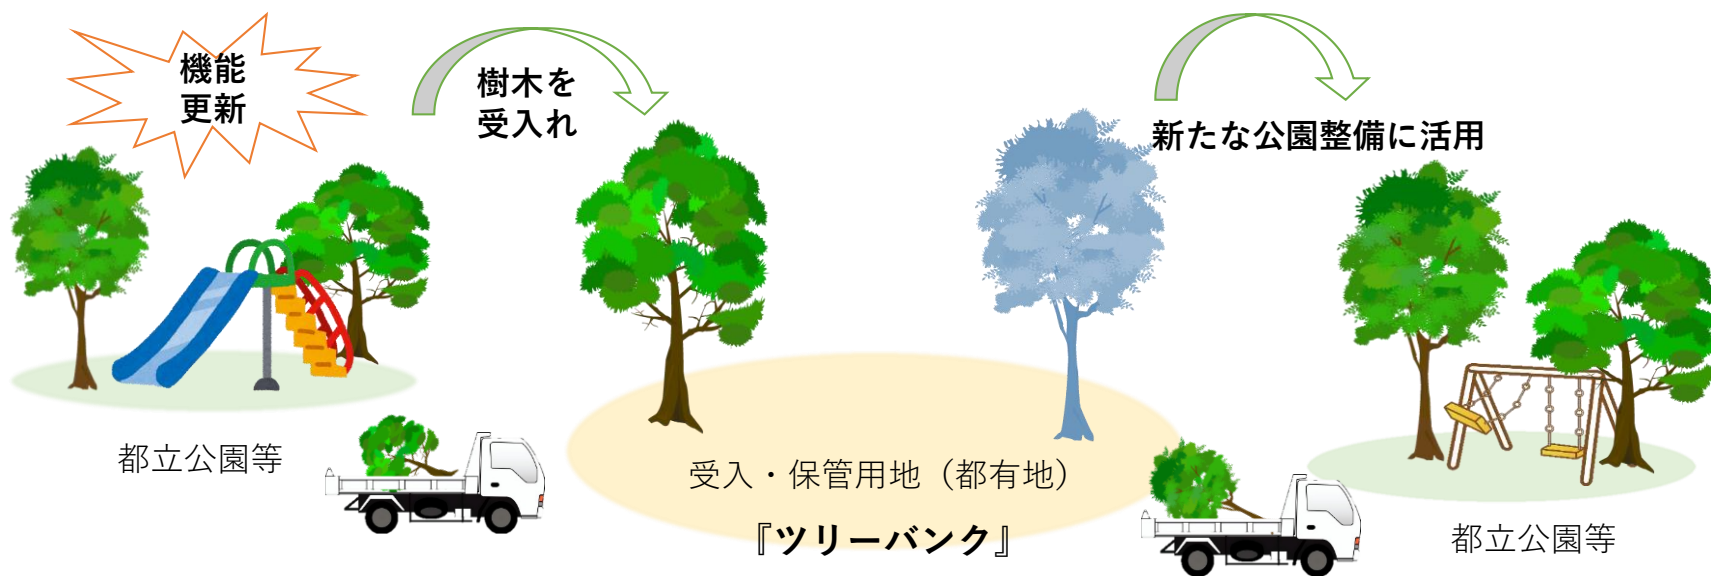 機能
更新
樹木を
受入れ
新たな公園整備に活用
都立公園等
受入・保管用地（都有地）
『ツリーバンク』
都立公園等